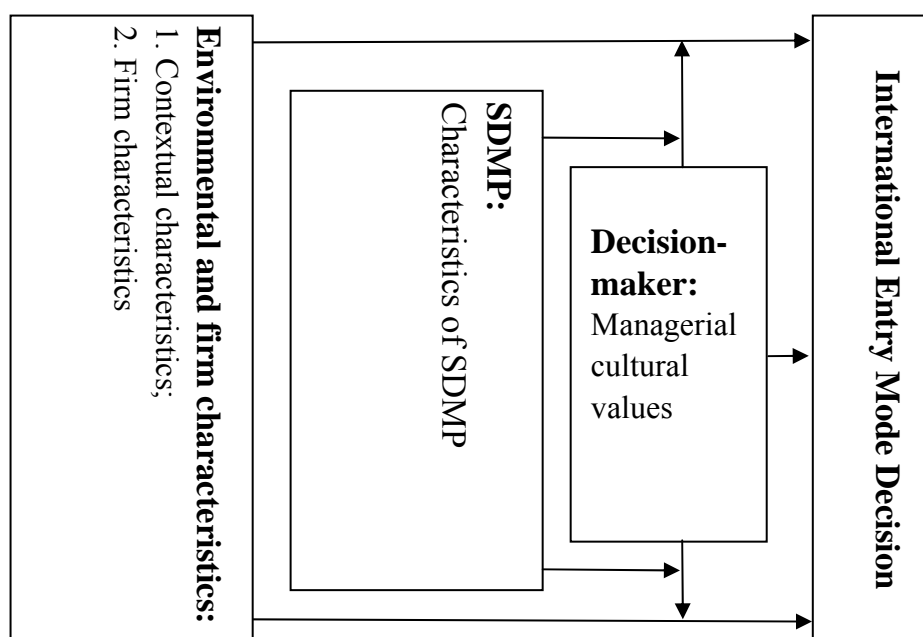 Environmental and firm characteristics:
1. Contextual characteristics;
2. Firm characteristics
SDMP:
Characteristics of SDMP
Decision-
maker:
Managerial
cultural
values
International Entry Mode Decision